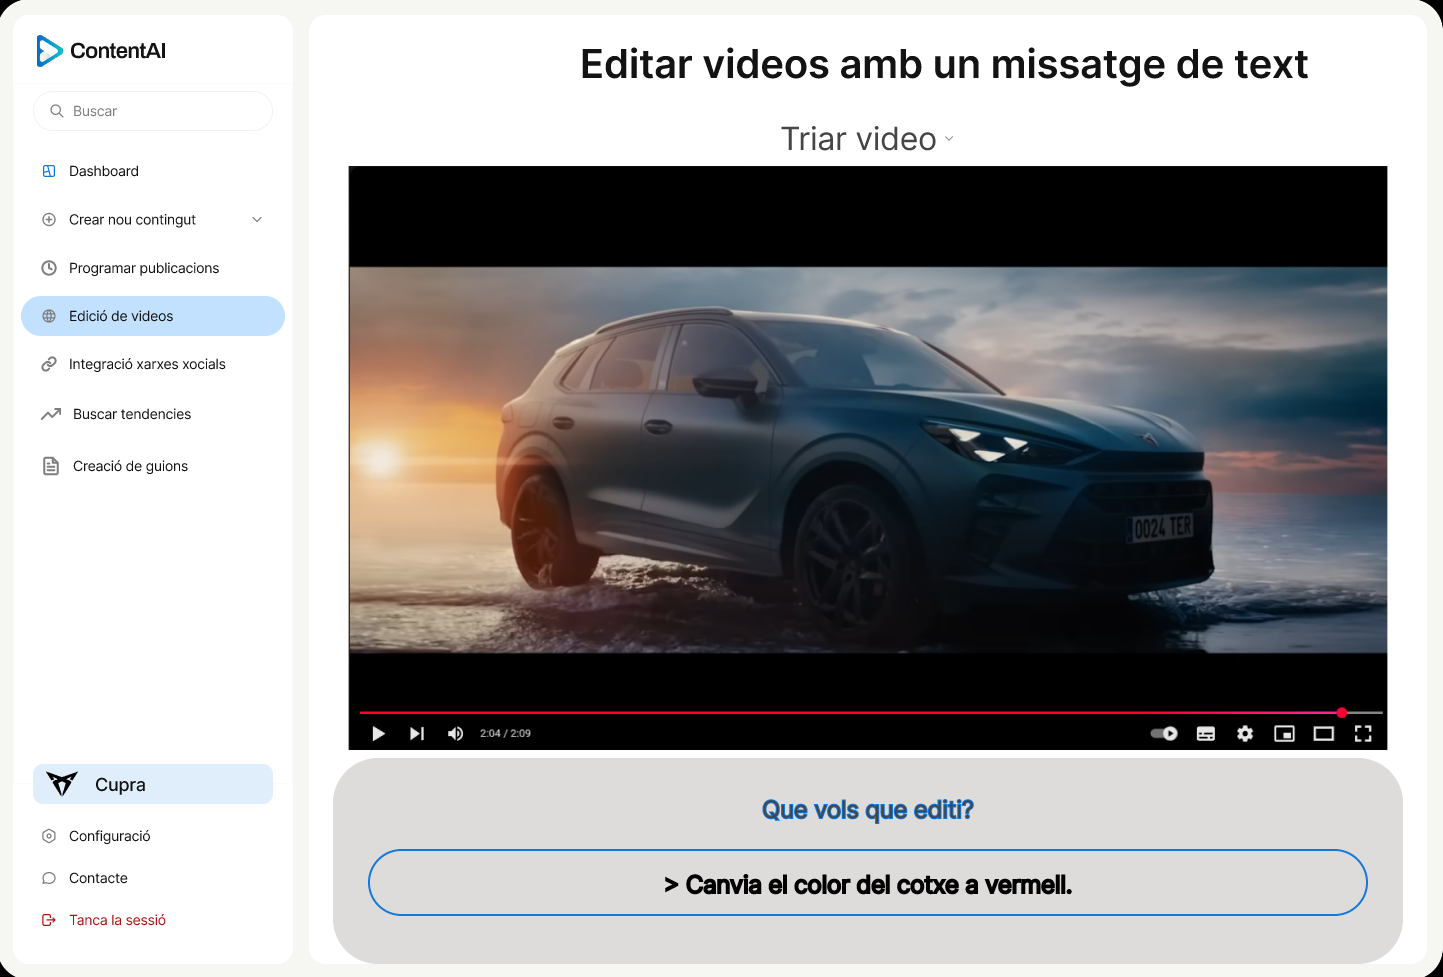 ContentAI
Buscar
Dashboard
Crear nou contingut
Programar publicacions
Edició de videos
Integració xarxes xocials
Buscar tendencies
Creació de guions
Cupra
Configuració
Contacte
Tanca la sessió
Editar videos amb un missatge de text
Triar video
0024 TER
2:04 / 2:09
Que vols que editi?
> Canvia el color del cotxe a vermell.